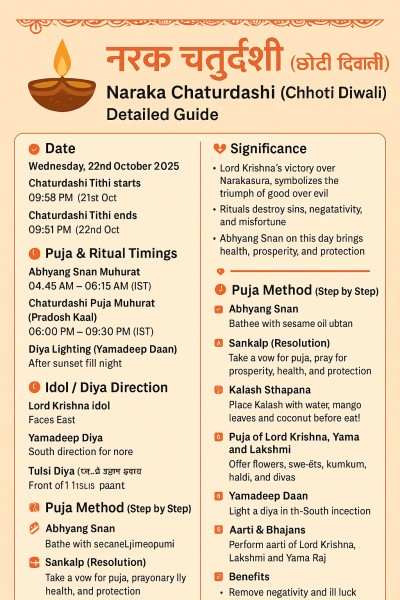 नरक चतुर्दशी (छोटी दिवाली)
Naraka Chaturdashi (Chhoti Diwali)
Detailed Guide
Date
Wednesday, 22nd October 2025
Chaturdashi Tithi starts
09:58 PM (21st Oct
Chaturdashi Tithi ends
09:51 PM (22nd Oct
Puja & Ritual Timings
Abhyang Snan Muhurat
04.45 AM – 06:15 AM (IST)
Chaturdashi Puja Muhurat
(Pradosh Kaal)
06:00 PM – 09:30 PM (IST)
Diya Lighting (Yamadeep Daan)
After sunset fill night
Idol / Diya Direction
Lord Krishna idol
Faces East
Yamadeep Diya
South direction for nore
Tulsi Diya
Front of paant
Puja Method (Step by Step)
Abhyang Snan
Bathe with
Sankalp (Resolution)
Take a vow for puja, prayonary lly
health, and protection
Significance
• Lord Krishna's victory over
Narakasura, symbolizes the
triumph of good over evil
• Rituals destroy sins, negatativity,
and misfortune
• Abhyang Snan on this day brings
health, prosperity, and protection
Puja Method (Step by Step)
Abhyang Snan
Bathee with sesame oil ubtan
Sankalp (Resolution)
Take a vow for puja, pray for
prosperity, health, and protection
Kalash Sthapana
Place Kalash with water, mango
leaves and coconut before eat!
Puja of Lord Krishna, Yama
and Lakshmi
Offer flowers, swe-ëts, kumkum,
haldi, and divas
Yamadeep Daan
Light a diya in th-South incection
Aarti & Bhajans
Perform aarti of Lord Krishna,
Lakshmi and Yama Raj
Benefits
• Remove negativity and ill luck